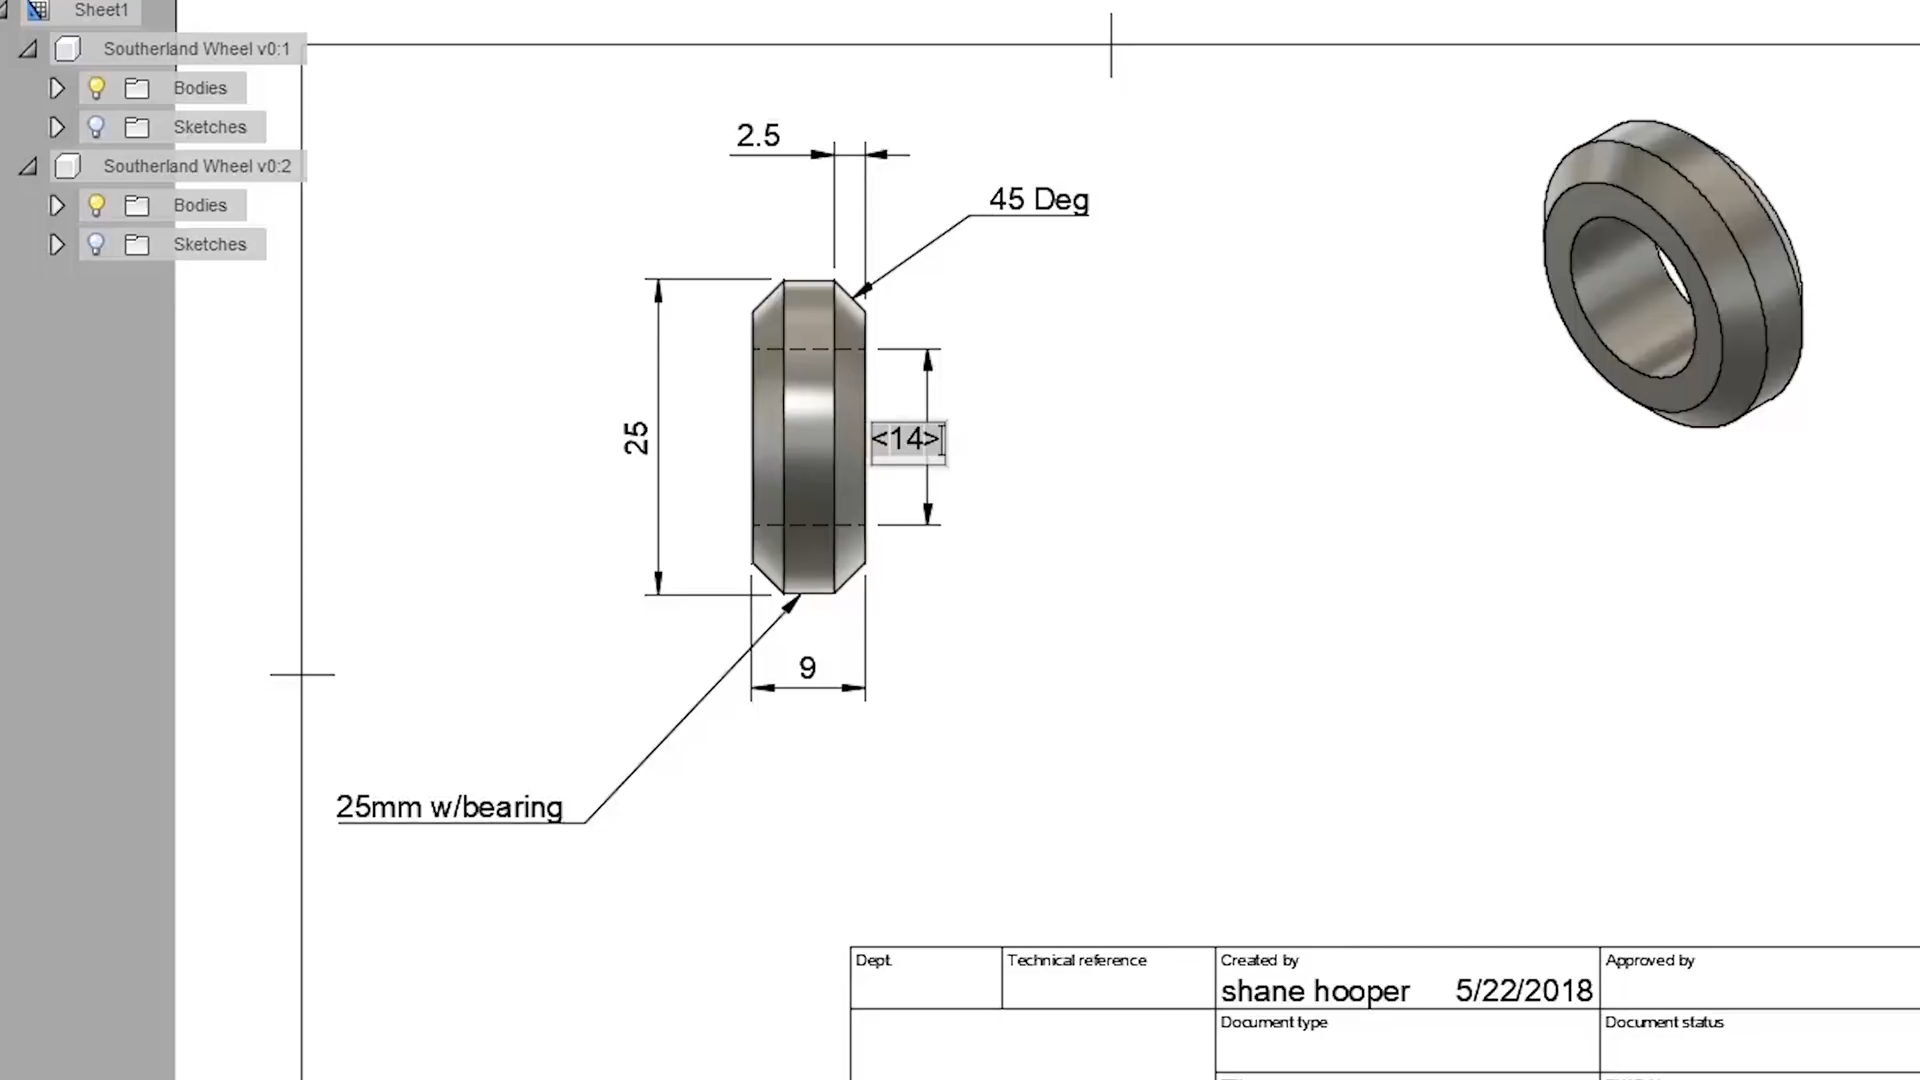 Sheet1
Southerland Wheel v0:1
Bodies
Sketches
Southerland Wheel v0:2
Bodies
Sketches
2.5
45 Deg
25
<14>
9
25mm w/bearing
Dept.
Technical reference
Created by
Approved by
shane hooper 5/22/2018
Document type
Document status